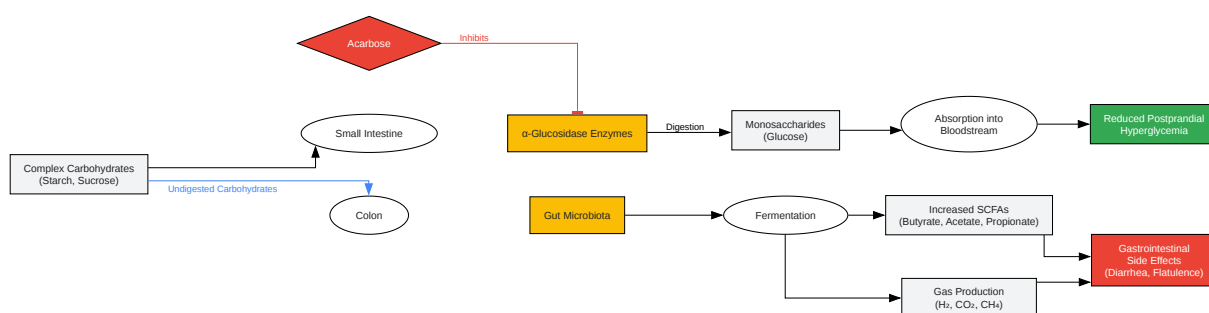 Acarbose
Inhibits
Small Intestine
α-Glucosidase Enzymes
Digestion
Monosaccharides
(Glucose)
Absorption into
Bloodstream
Reduced Postprandial
Hyperglycemia
Complex Carbohydrates
(Starch, Sucrose)
Undigested Carbohydrates
Colon
Gut Microbiota
Fermentation
Increased SCFAs
(Butyrate, Acetate, Propionate)
Gastrointestinal
Side Effects
(Diarrhea, Flatulence)
Gas Production
(H₂, CO₂, CH₄)